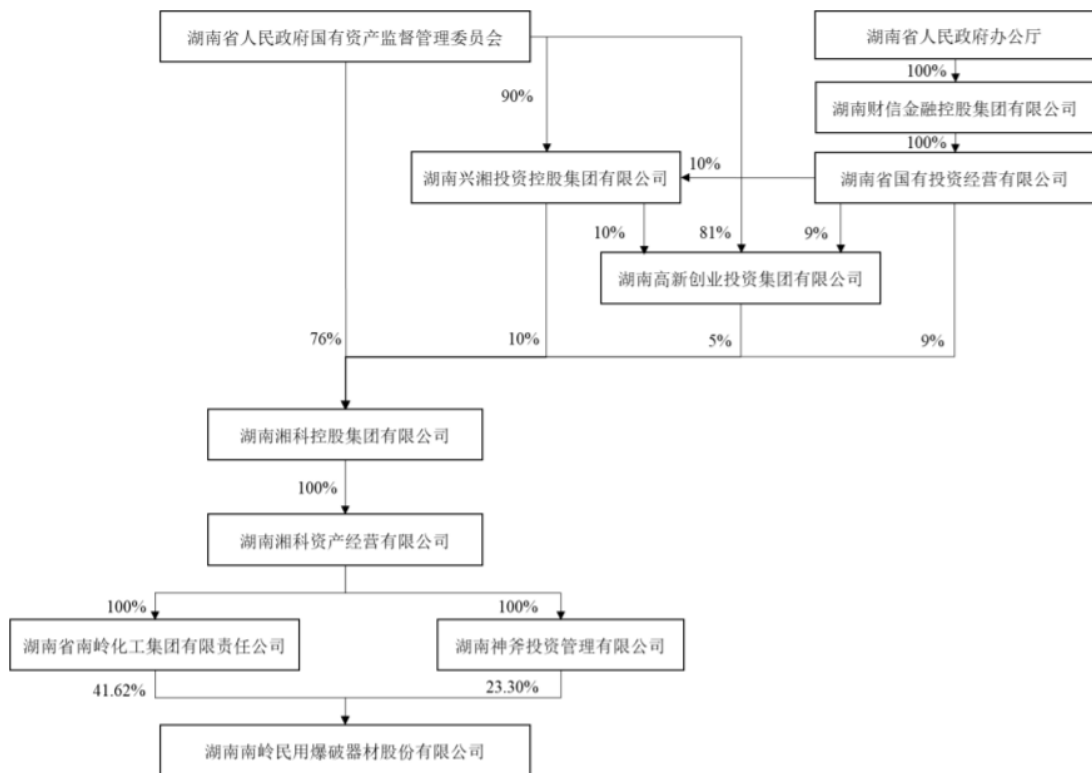 湖南省人民政府国有资产监督管理委员会
湖南省人民政府办公厅
100%
90%
湖南财信金融控股集团有限公司
100%
湖南兴湘投资控股集团有限公司
10%
湖南省国有投资经营有限公司
10%
81%
9%
湖南高新创业投资集团有限公司
76%
10%
5%
9%
湖南湘科控股集团有限公司
100%
湖南湘科资产经营有限公司
100%
100%
湖南省南岭化工集团有限责任公司
湖南神斧投资管理有限公司
41.62%
23.30%
湖南南岭民用爆破器材股份有限公司